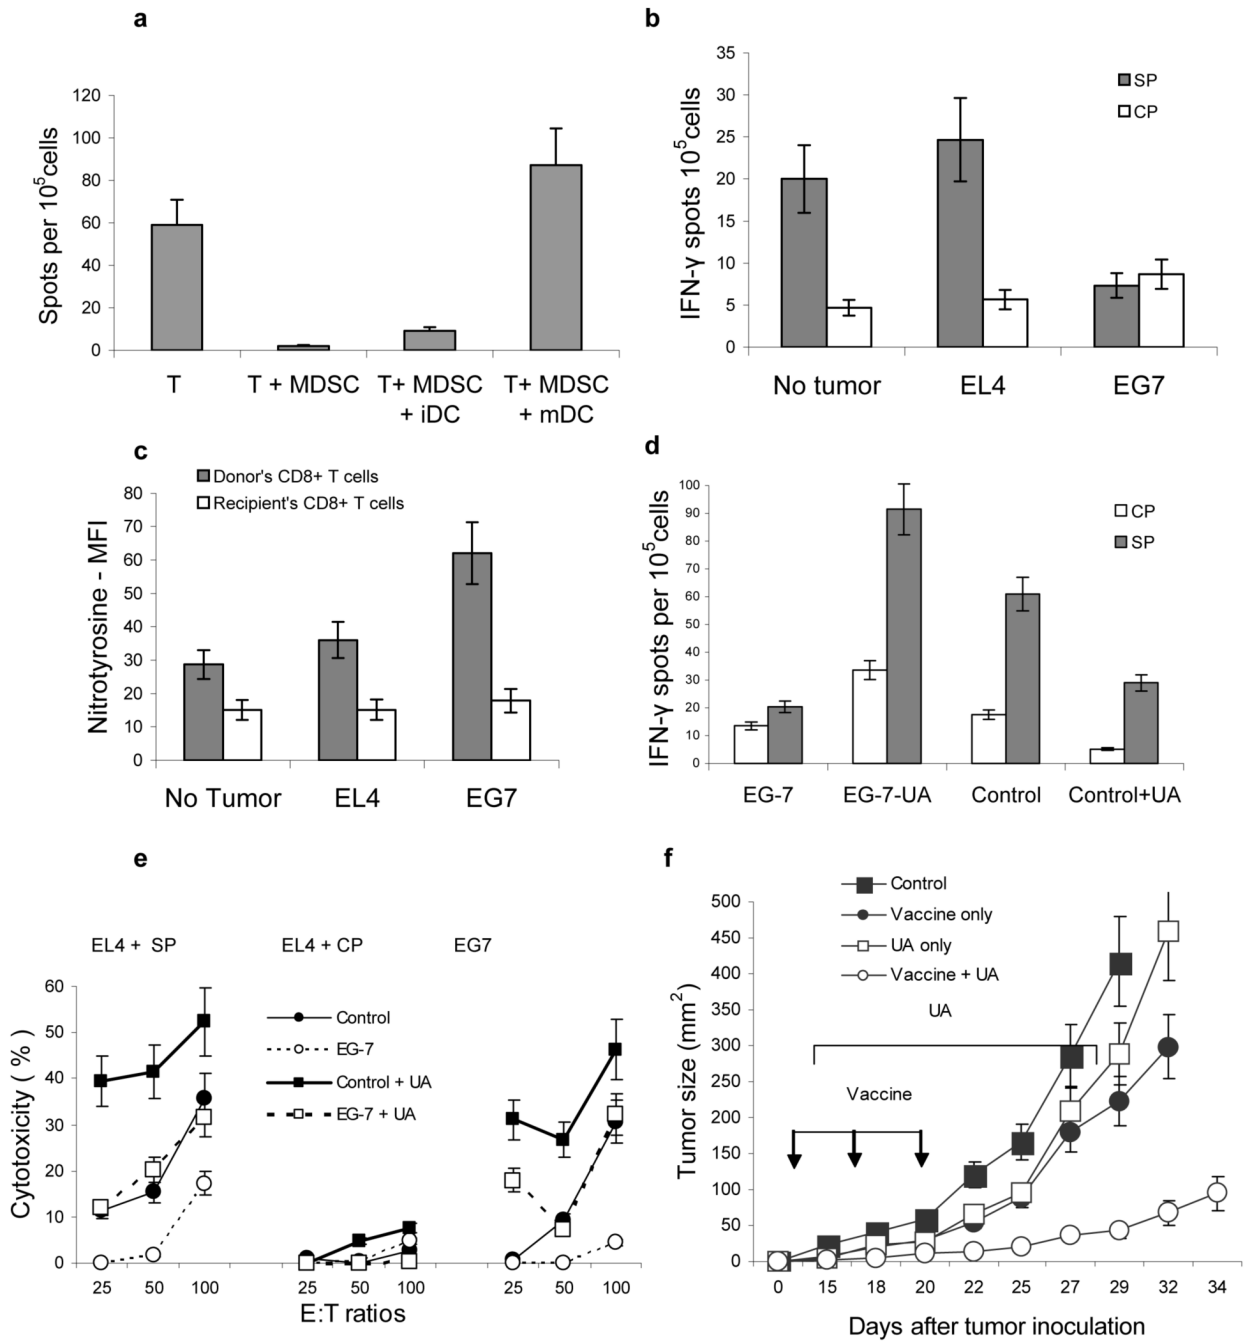 a
Spots per 10⁵cells
120
100
80
60
40
20
0
T
T + MDSC
T+ MDSC
+ iDC
T+ MDSC
+ mDC
b
IFN-γ spots 10⁵cells
35
30
25
20
15
10
5
0
SP
CP
No tumor
EL4
EG7
c
Donor's CD8+ T cells
Recipient's CD8+ T cells
Nitrotyrosine - MFI
80
70
60
50
40
30
20
10
0
No Tumor
EL4
EG7
d
IFN-γ spots per 10⁵cells
100
90
80
70
60
50
40
30
20
10
0
CP
SP
EG-7
EG-7-UA
Control
Control+UA
e
EL4 + SP
EL4 + CP
EG7
Cytotoxicity ( % )
60
50
40
30
20
10
0
Control
EG-7
Control + UA
EG-7 + UA
25 50 100
25 50 100
25 50 100
E:T ratios
f
Control
Vaccine only
UA only
Vaccine + UA
UA
Vaccine
Tumor size (mm²)
500
450
400
350
300
250
200
150
100
50
0
0 15 18 20 22 25 27 29 32 34
Days after tumor inoculation